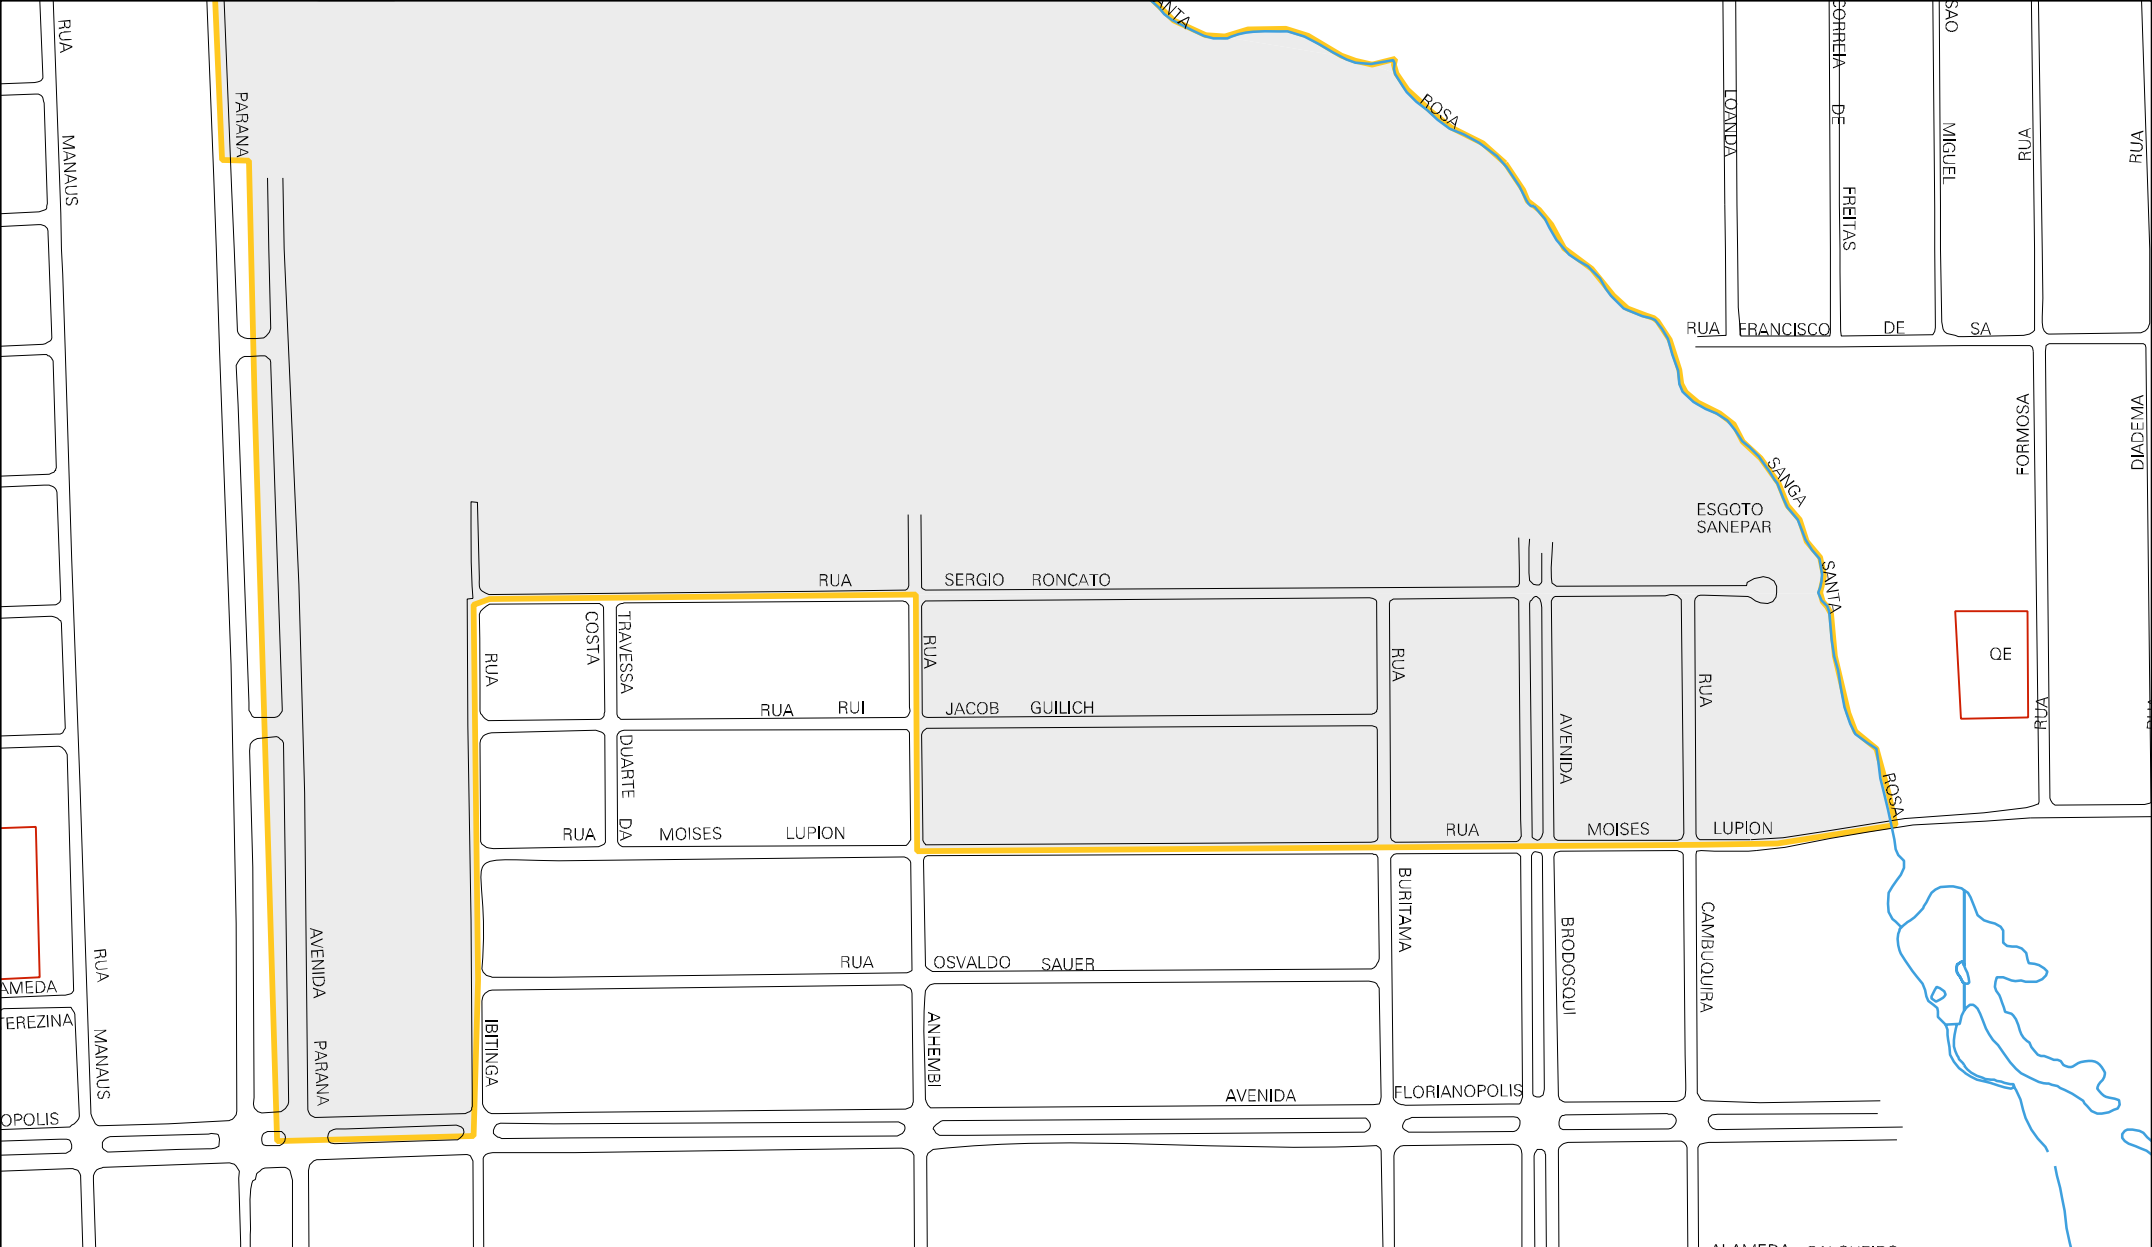 RUA
MANAUS
PARANA
ROSA
LOANDA
CORREIA DE FREITAS
SAO MIGUEL
RUA
RUA
RUA FRANCISCO DE SA
FORMOSA
DIADEMA
SANGA
ESGOTO
SANEPAR
SANTA
RUA SERGIO RONCATO
COSTA
TRAVESSA
RUA
RUA
RUA
RUA
QE
RUA
RUA RUI
JACOB GUILICH
AVENIDA
DUARTE DA
ROSA
RUA MOISES LUPION
RUA MOISES LUPION
BURITAMA
BRODOSQUI
CAMBUQUIRA
AVENIDA
PARANA
RUA
MANAUS
RUA OSVALDO SAUER
IBITINGA
ANHEMBI
AMEDA
TEREZINA
OPOLIS
AVENIDA FLORIANOPOLIS